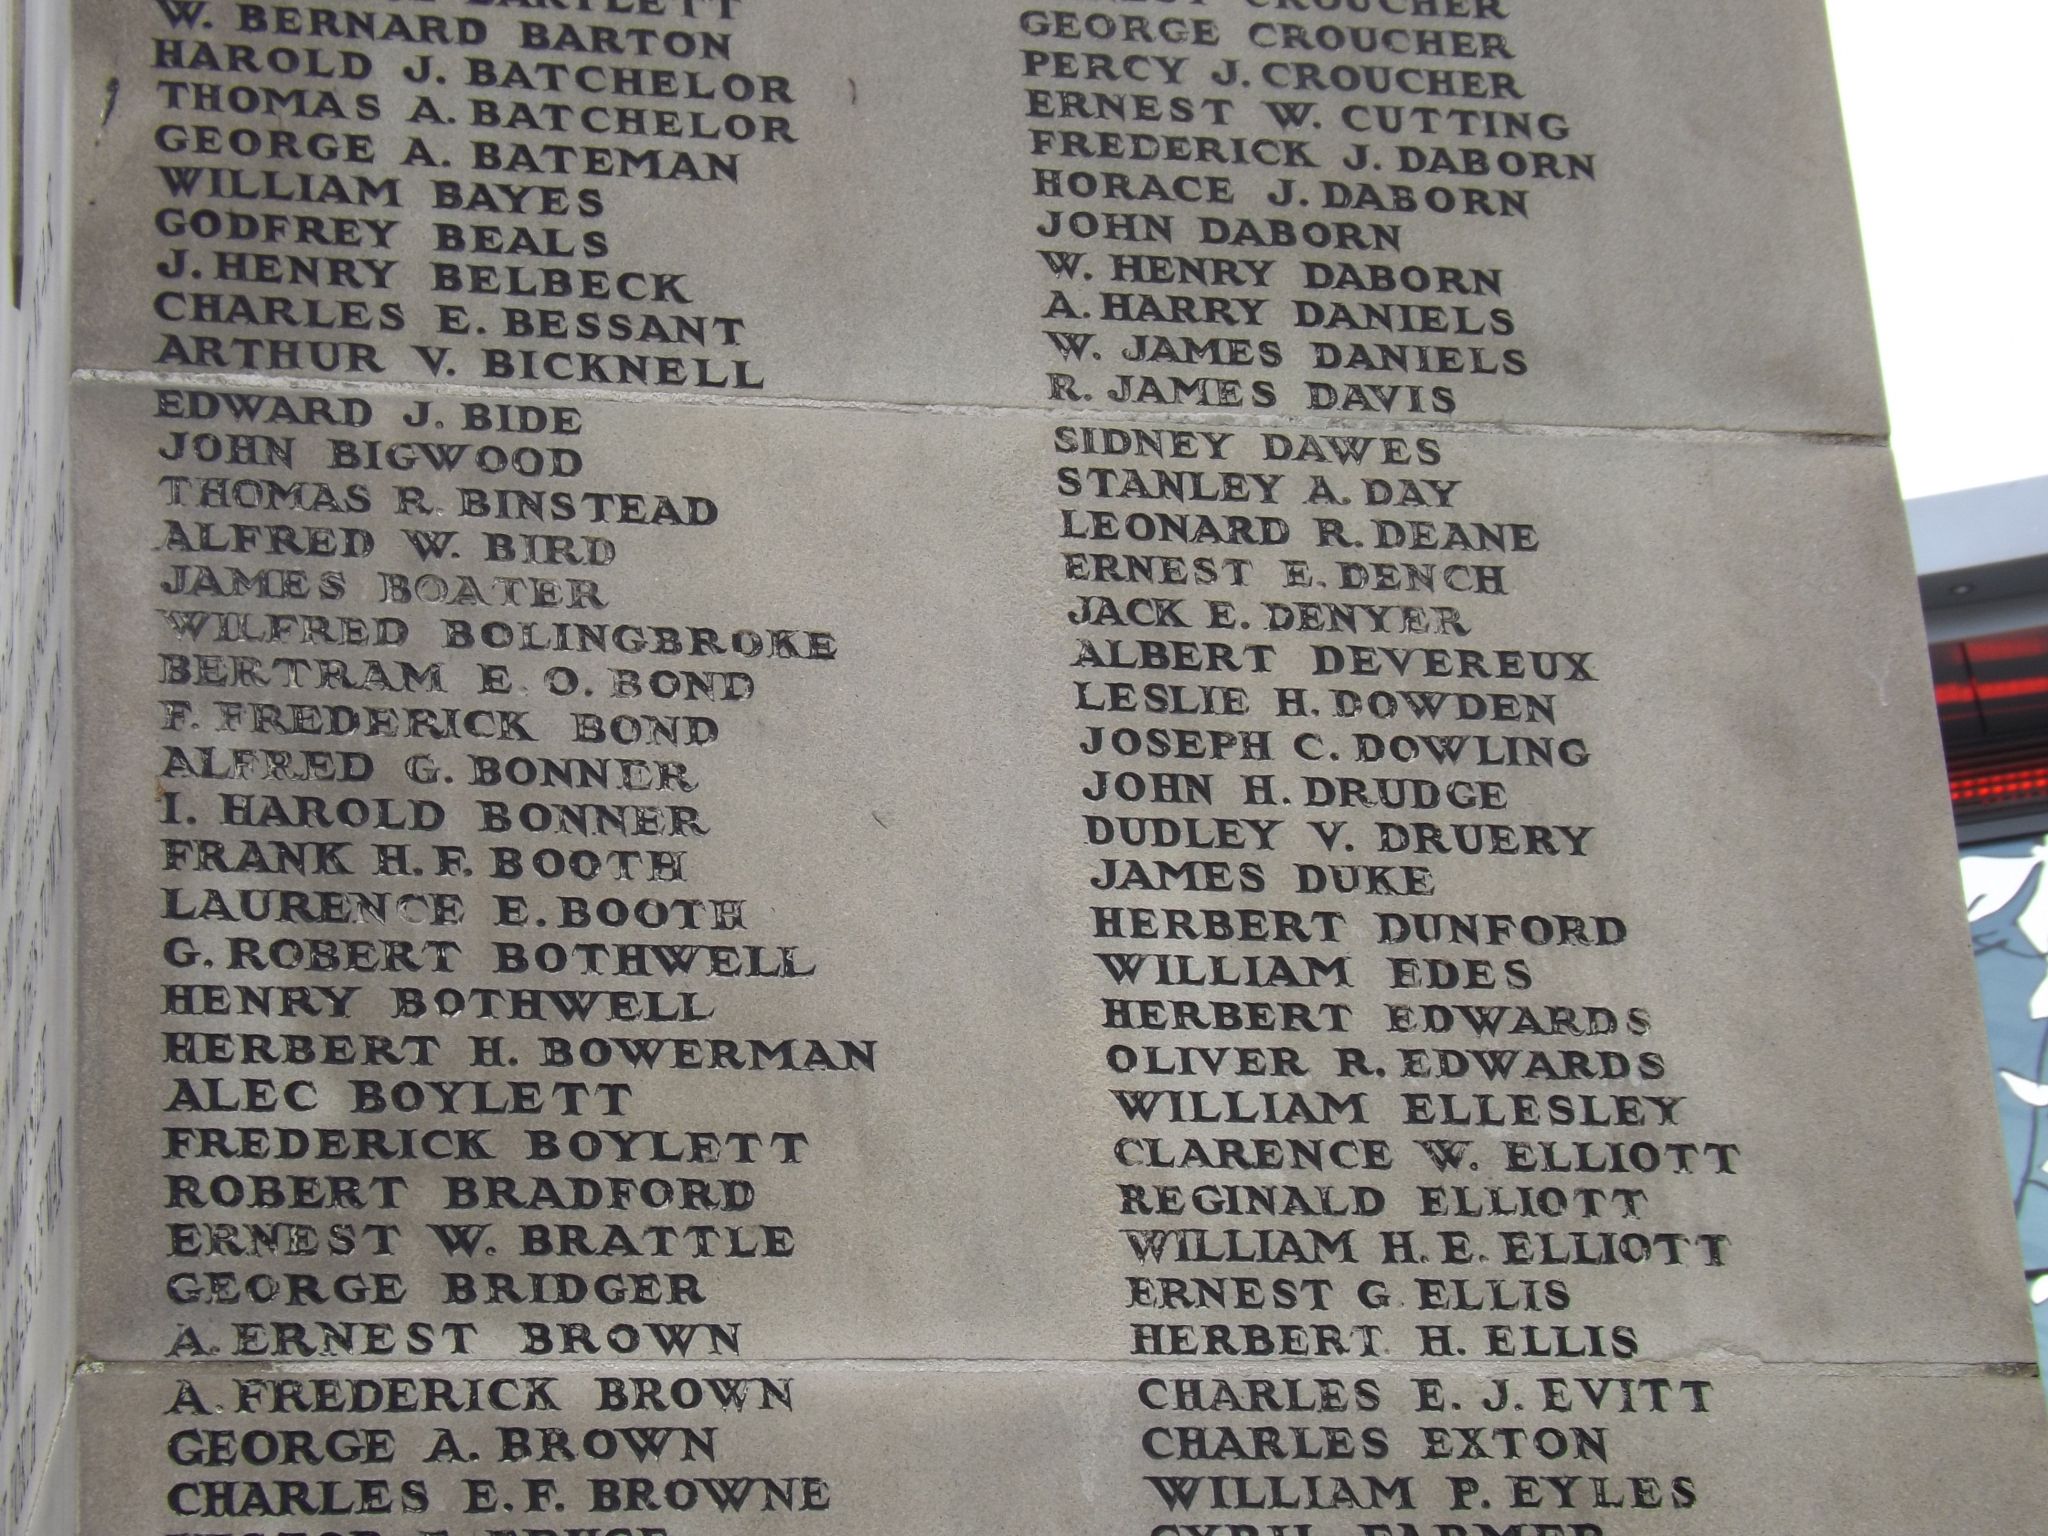 BARTLETT
W. BERNARD BARTON
HAROLD J. BATCHELOR
THOMAS A. BATCHELOR
GEORGE A. BATEMAN
WILLIAM BAYES
GODFREY BEALS
J. HENRY BELBECK
CHARLES E. BESSANT
ARTHUR V. BICKNELL
EDWARD J. BIDE
JOHN BIGWOOD
THOMAS R. BINSTEAD
ALFRED W. BIRD
JAMES BOATER
WILFRED BOLINGBROKE
BERTRAM E. O. BOND
F. FREDERICK BOND
ALFRED G. BONNER
I. HAROLD BONNER
FRANK H. F. BOOTH
LAURENCE E. BOOTH
G. ROBERT BOTHWELL
HENRY BOTHWELL
HERBERT H. BOWERMAN
ALEC BOYLETT
FREDERICK BOYLETT
ROBERT BRADFORD
ERNEST W. BRATTLE
GEORGE BRIDGER
A. ERNEST BROWN
A. FREDERICK BROWN
GEORGE A. BROWN
CHARLES E. F. BROWNE
CROUCHER
GEORGE CROUCHER
PERCY J. CROUCHER
ERNEST W. CUTTING
FREDERICK J. DABORN
HORACE J. DABORN
JOHN DABORN
W. HENRY DABORN
A. HARRY DANIELS
W. JAMES DANIELS
R. JAMES DAVIS
SIDNEY DAWES
STANLEY A. DAY
LEONARD R. DEANE
ERNEST E. DENCH
JACK E. DENYER
ALBERT DEVEREUX
LESLIE H. DOWDEN
JOSEPH C. DOWLING
JOHN H. DRUDGE
DUDLEY V. DRUERY
JAMES DUKE
HERBERT DUNFORD
WILLIAM EDES
HERBERT EDWARDS
OLIVER R. EDWARDS
WILLIAM ELLESLEY
CLARENCE W. ELLIOTT
REGINALD ELLIOTT
WILLIAM H. E. ELLIOTT
ERNEST G. ELLIS
HERBERT H. ELLIS
CHARLES E. J. EVITT
CHARLES EXTON
WILLIAM P. EYLES
CYRIL FARMER